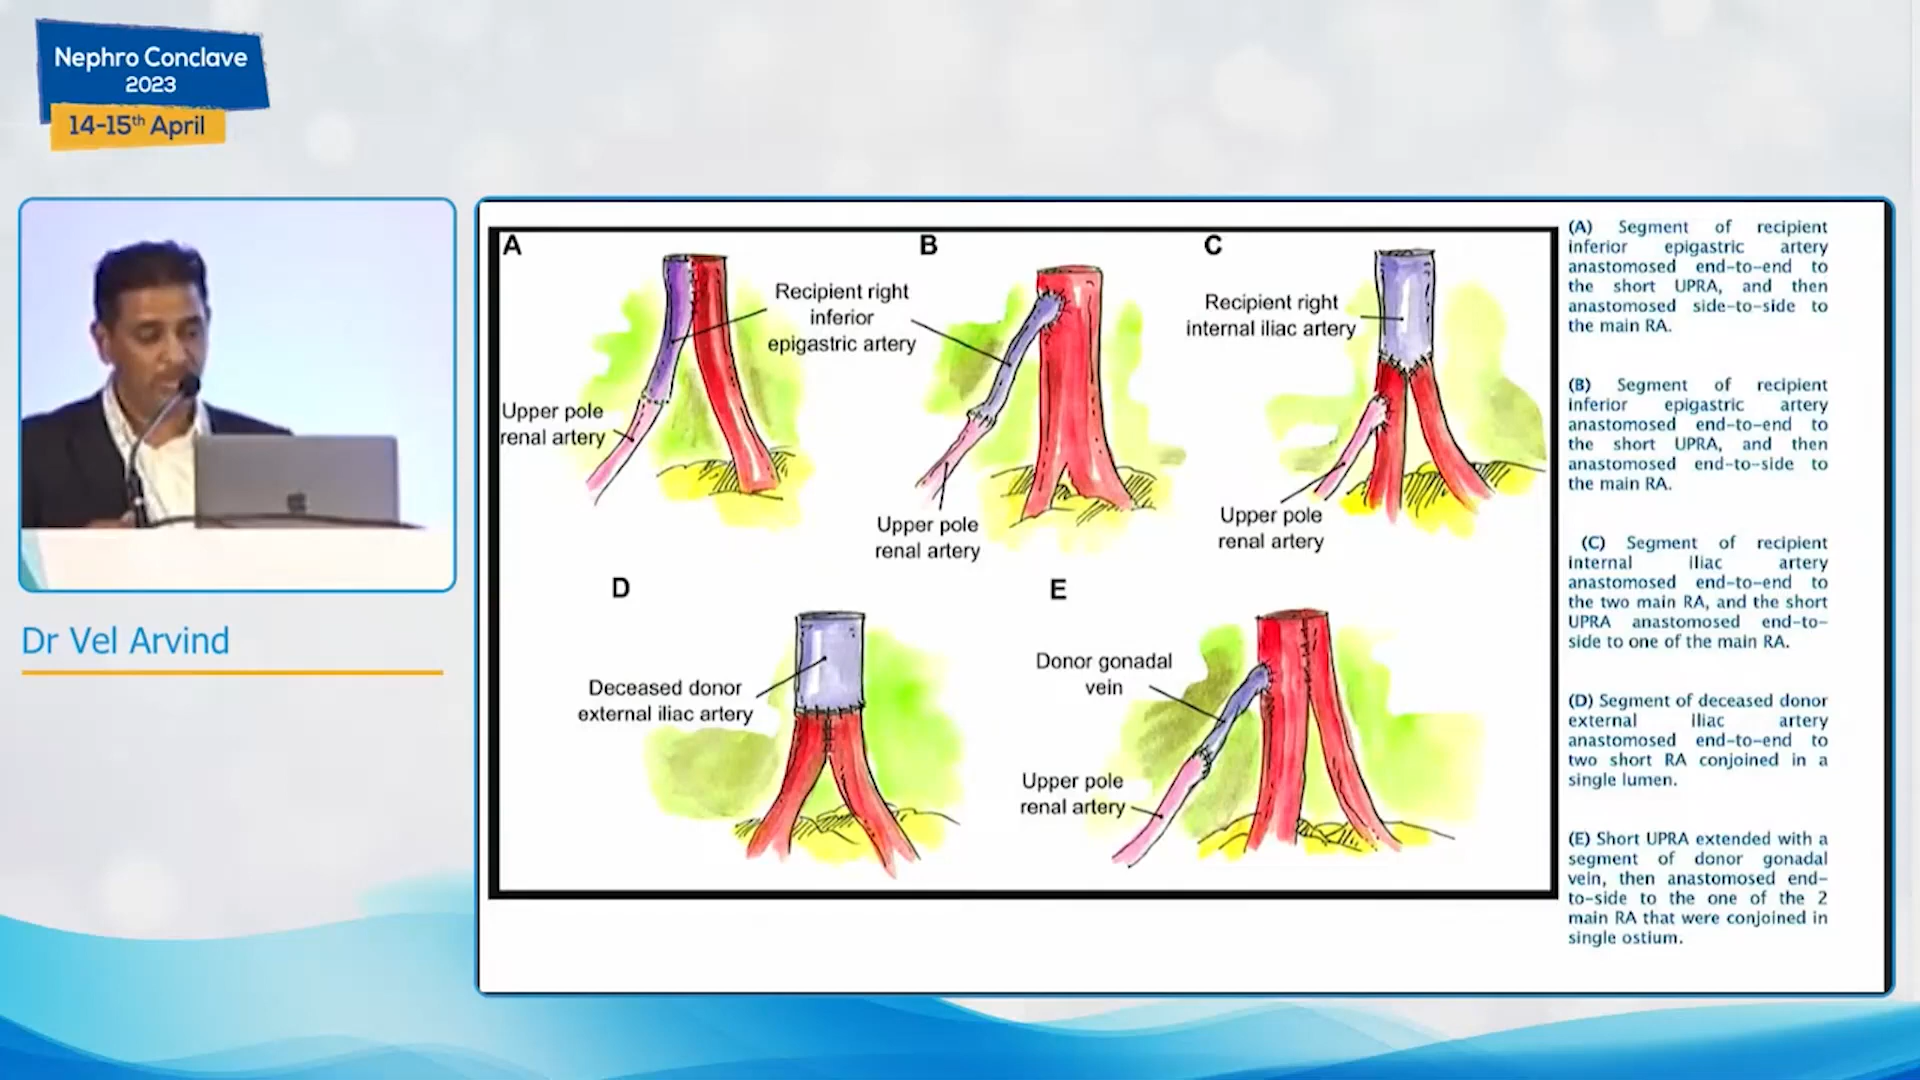 Nephro Conclave
2023
14-15th April
Dr Vel Arvind
A
B
C
Recipient right
inferior
epigastric artery
Recipient right
internal iliac artery
Upper pole
renal artery
Upper pole
renal artery
Upper pole
renal artery
D
E
Deceased donor
external iliac artery
Donor gonadal
vein
Upper pole
renal artery
(A) Segment of recipient
inferior epigastric artery
anastomosed end-to-end to
the short UPRA, and then
anastomosed side-to-side to
the main RA.
(B) Segment of recipient
inferior epigastric artery
anastomosed end-to-end to
the short UPRA, and then
anastomosed end-to-side to
the main RA.
(C) Segment of recipient
internal iliac artery
anastomosed end-to-end to
the two main RA, and the short
UPRA anastomosed end-to-
side to one of the main RA.
(D) Segment of deceased donor
external iliac artery
anastomosed end-to-end to
two short RA conjoined in a
single lumen.
(E) Short UPRA extended with a
segment of donor gonadal
vein, then anastomosed end-
to-side to the one of the 2
main RA that were conjoined in
single ostium.